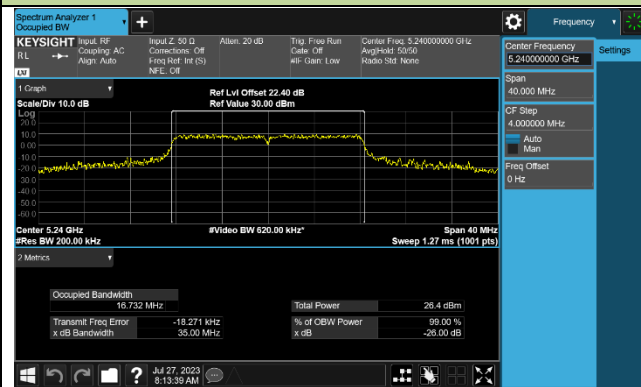 Spectrum Analyzer 1
Occupied BW
Frequency
KEYSIGHT
RL
LXI
Input: RF
Coupling: AC
Align: Auto
Input Z: 50 Ω
Corrections: Off
Freq Ref: Int (S)
NFE: Off
Atten: 20 dB
Trig: Free Run
Gate: Off
#IF Gain: Low
Center Freq: 5.240000000 GHz
Avg|Hold: 50/50
Radio Std: None
Center Frequency
5.240000000 GHz
Settings
Span
40.000 MHz
CF Step
4.000000 MHz
Auto
Man
Freq Offset
0 Hz
1 Graph
Scale/Div 10.0 dB
Ref Lvl Offset 22.40 dB
Ref Value 30.00 dBm
Log
20.0
10.0
0.00
-10.0
-20.0
-30.0
-40.0
-50.0
-60.0
Center 5.24 GHz
#Res BW 200.00 kHz
#Video BW 620.00 kHz*
Span 40 MHz
Sweep 1.27 ms (1001 pts)
2 Metrics
Occupied Bandwidth
16.732 MHz
Total Power 26.4 dBm
Transmit Freq Error -18.271 kHz
% of OBW Power 99.00 %
x dB Bandwidth 35.00 MHz
x dB -26.00 dB
Jul 27, 2023
8:13:39 AM